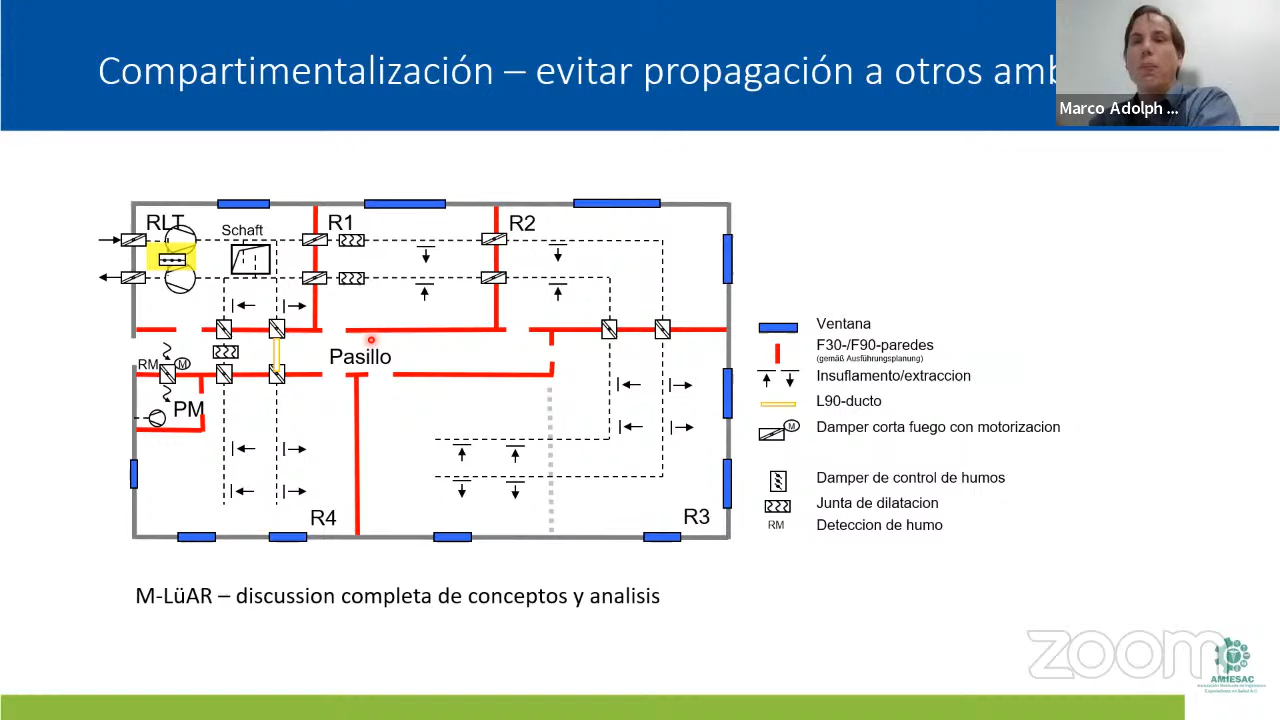 Compartimentalización – evitar propagación a otros amb
Marco Adolph ...
RLT
Schaft
R1
R2
RM
M
Pasillo
PM
R4
R3
Ventana
F30-/F90-paredes
(gemäß Ausführungsplanung)
Insuflamento/extraccion
L90-ducto
M
Damper corta fuego con motorizacion
Damper de control de humos
Junta de dilatacion
RM
Deteccion de humo
M-LüAR – discussion completa de conceptos y analisis
zoom
AMIESAC